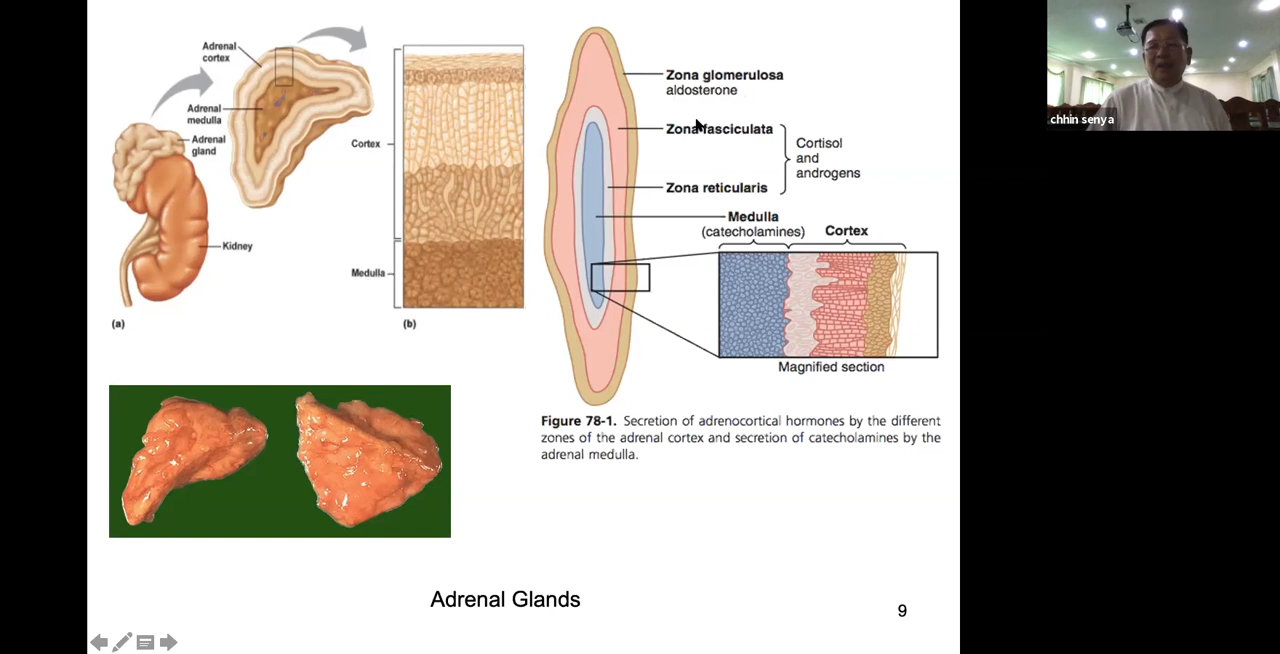 Adrenal
cortex
Adrenal
medulla
Adrenal
gland
Kidney
(a)
Cortex
Medulla
(b)
Zona glomerulosa
aldosterone
Zona fasciculata
Zona reticularis
Cortisol
and
androgens
Medulla
(catecholamines)
Cortex
Magnified section
Figure 78-1. Secretion of adrenocortical hormones by the different
zones of the adrenal cortex and secretion of catecholamines by the
adrenal medulla.
Adrenal Glands
9
chhin senya